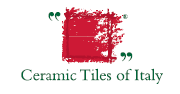 “ ® ”
Ceramic Tiles of Italy